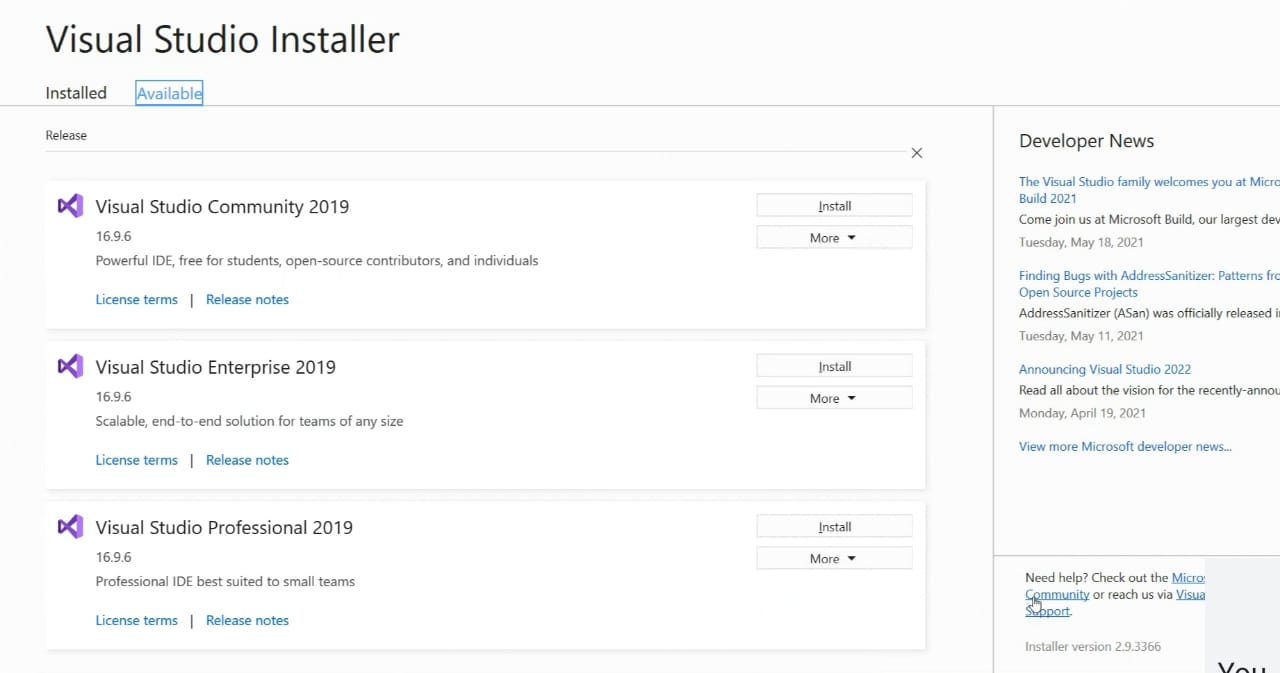 Visual Studio Installer
Installed
Available
Release
Visual Studio Community 2019
16.9.6
Powerful IDE, free for students, open-source contributors, and individuals
License terms | Release notes
Install
More
Visual Studio Enterprise 2019
16.9.6
Scalable, end-to-end solution for teams of any size
License terms | Release notes
Install
More
Visual Studio Professional 2019
16.9.6
Professional IDE best suited to small teams
License terms | Release notes
Install
More
Developer News
The Visual Studio family welcomes you at Micro
Build 2021
Come join us at Microsoft Build, our largest dev
Tuesday, May 18, 2021
Finding Bugs with AddressSanitizer: Patterns fro
Open Source Projects
AddressSanitizer (ASan) was officially released i
Tuesday, May 11, 2021
Announcing Visual Studio 2022
Read all about the vision for the recently-annou
Monday, April 19, 2021
View more Microsoft developer news...
Need help? Check out the Micros
Community or reach us via Visua
Support.
Installer version 2.9.3366
You